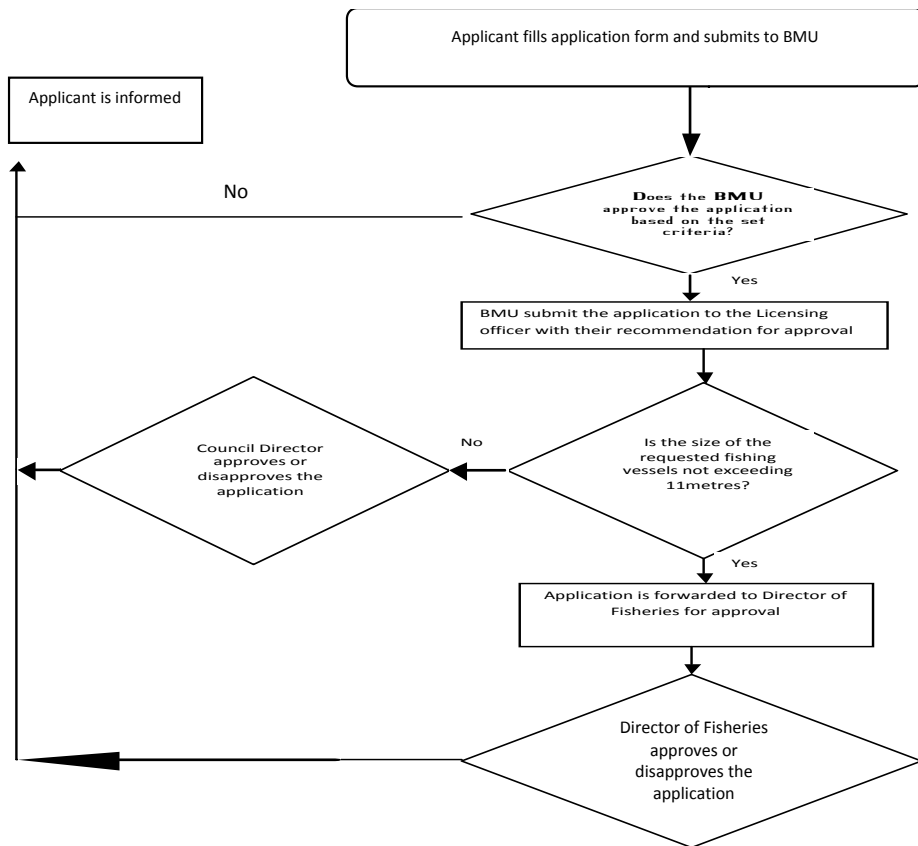 Applicant fills application form and submits to BMU
Applicant is informed
No
Does the BMU
approve the application
based on the set
criteria?
Yes
BMU submit the application to the Licensing
officer with their recommendation for approval
Council Director
approves or
disapproves the
application
No
Is the size of the
requested fishing
vessels not exceeding
11metres?
Yes
Application is forwarded to Director of
Fisheries for approval
Director of Fisheries
approves or
disapproves the
application